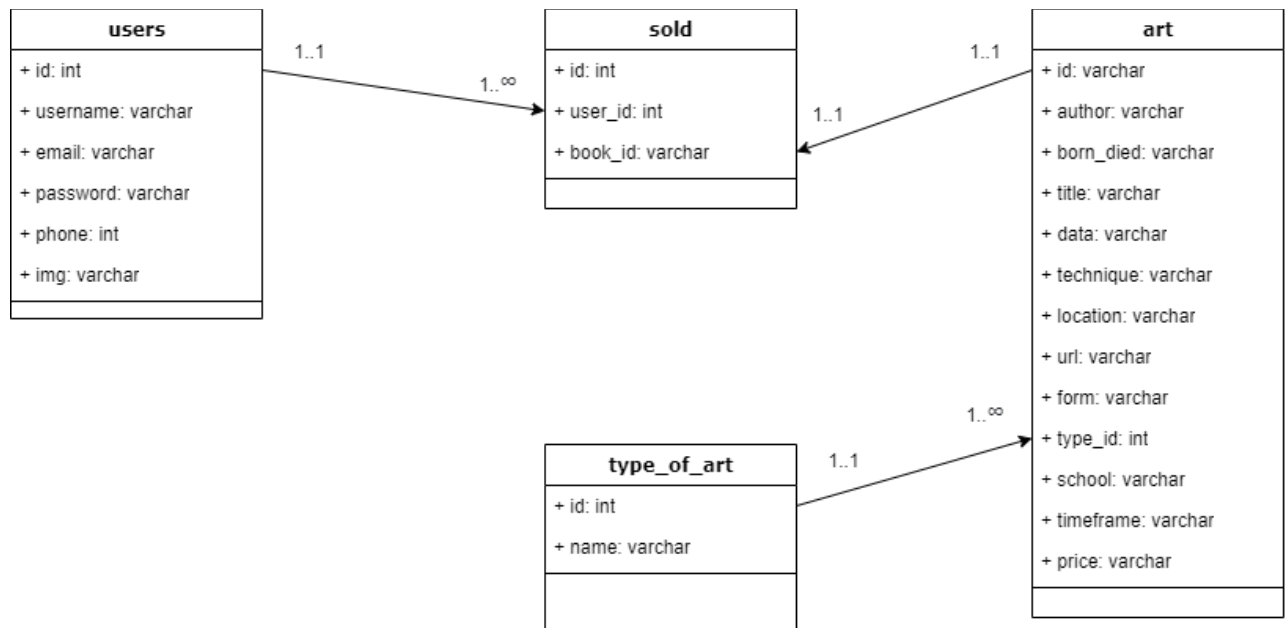 users
+ id: int
+ username: varchar
+ email: varchar
+ password: varchar
+ phone: int
+ img: varchar
1..1
1..∞
sold
+ id: int
+ user_id: int
+ book_id: varchar
1..1
1..1
art
+ id: varchar
+ author: varchar
+ born_died: varchar
+ title: varchar
+ data: varchar
+ technique: varchar
+ location: varchar
+ url: varchar
+ form: varchar
+ type_id: int
+ school: varchar
+ timeframe: varchar
+ price: varchar
1..∞
1..1
type_of_art
+ id: int
+ name: varchar